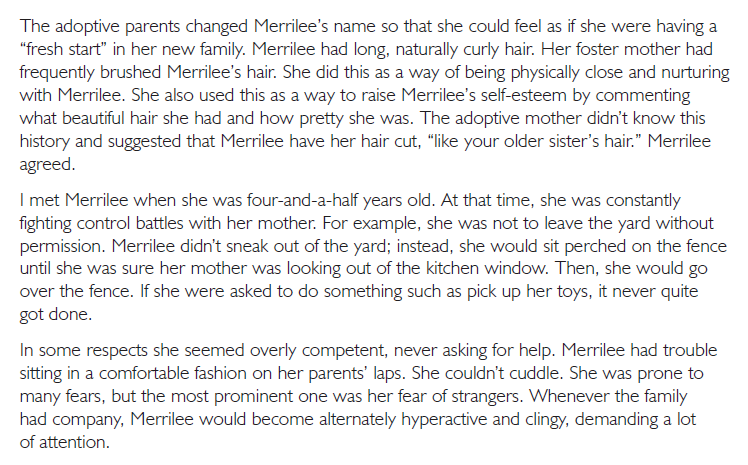 The adoptive parents changed Merrilee’s name so that she could feel as if she were having a
“fresh start” in her new family. Merrilee had long, naturally curly hair. Her foster mother had
frequently brushed Merrilee’s hair. She did this as a way of being physically close and nurturing
with Merrilee. She also used this as a way to raise Merrilee’s self-esteem by commenting
what beautiful hair she had and how pretty she was. The adoptive mother didn’t know this
history and suggested that Merrilee have her hair cut, “like your older sister’s hair.” Merrilee
agreed.
I met Merrilee when she was four-and-a-half years old. At that time, she was constantly
fighting control battles with her mother. For example, she was not to leave the yard without
permission. Merrilee didn’t sneak out of the yard; instead, she would sit perched on the fence
until she was sure her mother was looking out of the kitchen window. Then, she would go
over the fence. If she were asked to do something such as pick up her toys, it never quite
got done.
In some respects she seemed overly competent, never asking for help. Merrilee had trouble
sitting in a comfortable fashion on her parents’ laps. She couldn’t cuddle. She was prone to
many fears, but the most prominent one was her fear of strangers. Whenever the family
had company, Merrilee would become alternately hyperactive and clingy, demanding a lot
of attention.